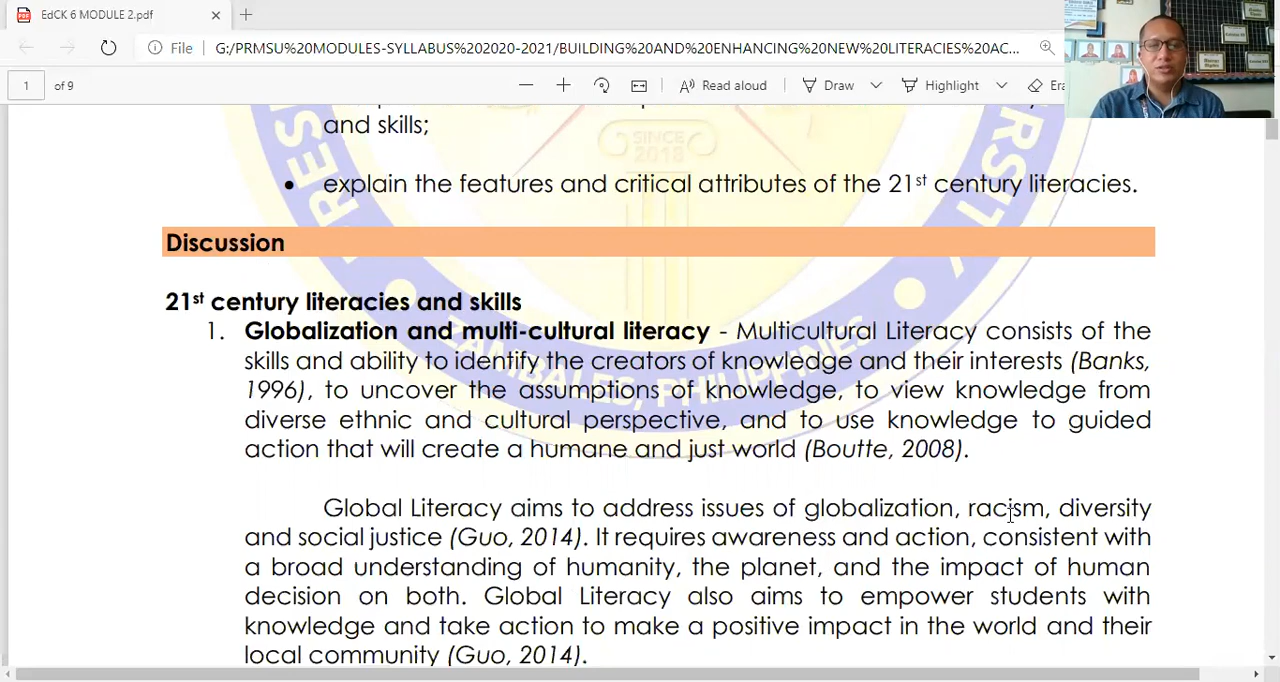 EdCK 6 MODULE 2.pdf
File
G:/PRMSU%20MODULES-SYLLABUS%202020-2021/BUILDING%20AND%20ENHANCING%20NEW%20LITERACIES%20AC...
1 of 9
Read aloud
Draw
Highlight
Era
and skills;
• explain the features and critical attributes of the 21st century literacies.
SINCE
2018
PRES
ERSITY
ZAMBALES, PHILIPPINES
Discussion
21st century literacies and skills
1. Globalization and multi-cultural literacy - Multicultural Literacy consists of the
skills and ability to identify the creators of knowledge and their interests (Banks,
1996), to uncover the assumptions of knowledge, to view knowledge from
diverse ethnic and cultural perspective, and to use knowledge to guided
action that will create a humane and just world (Boutte, 2008).
Global Literacy aims to address issues of globalization, racism, diversity
and social justice (Guo, 2014). It requires awareness and action, consistent with
a broad understanding of humanity, the planet, and the impact of human
decision on both. Global Literacy also aims to empower students with
knowledge and take action to make a positive impact in the world and their
local community (Guo, 2014).